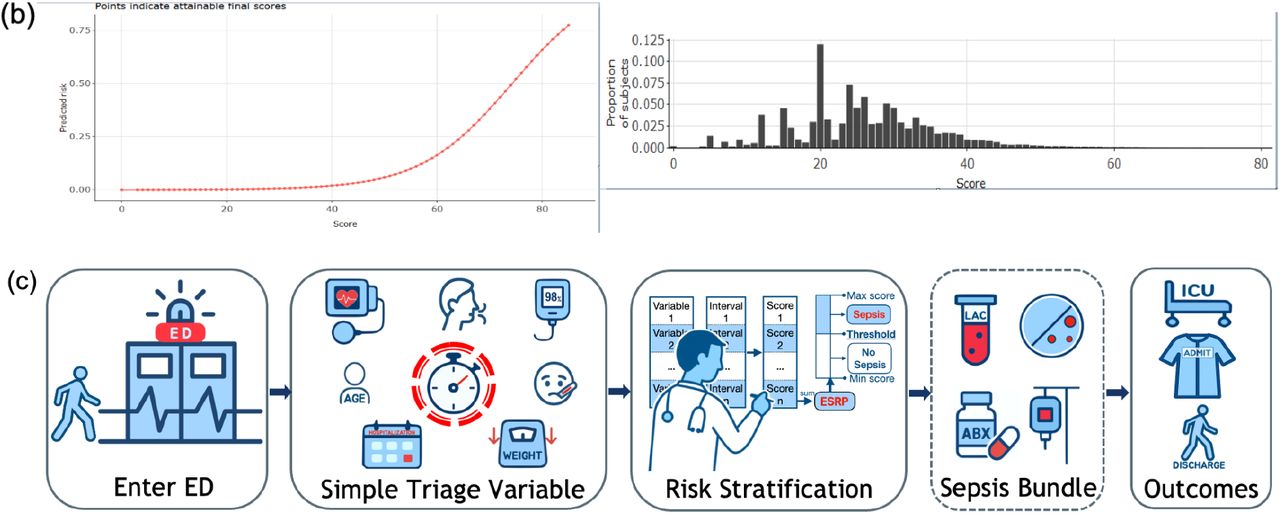 (b)
Points indicate attainable final scores
0.75
0.50
0.25
0.00
Predicted risk
0
20
40
60
80
Score
Proportion
of subjects
0.125
0.100
0.075
0.050
0.025
0.000
0
20
40
60
80
Score
(c)
ED
Enter ED
98%
AGE
HOSPITALIZATION
WEIGHT
Simple Triage Variable
Variable
1
Variable
2
...
Interval
1
...
Score
1
Score
2
...
Score
n
sum
ESRP
Max score
Sepsis
Threshold
No
Sepsis
Min score
Risk Stratification
LAC
ABX
Sepsis Bundle
ICU
ADMIT
DISCHARGE
Outcomes